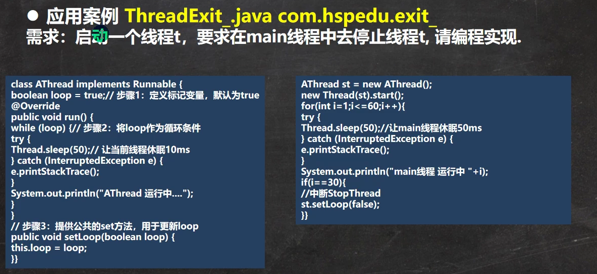 ● 应用案例 ThreadExit_.java com.hspedu.exit_
需求：启动一个线程t，要求在main线程中去停止线程t, 请编程实现.
class AThread implements Runnable {
boolean loop = true;// 步骤1：定义标记变量，默认为true
@Override
public void run() {
while (loop) {// 步骤2：将loop作为循环条件
try {
Thread.sleep(50);// 让当前线程休眠10ms
} catch (InterruptedException e) {
e.printStackTrace();
}
System.out.println("AThread 运行中....");
}
}
// 步骤3：提供公共的set方法，用于更新loop
public void setLoop(boolean loop) {
this.loop = loop;
}}
AThread st = new AThread();
new Thread(st).start();
for(int i=1;i<=60;i++){
try {
Thread.sleep(50);//让main线程休眠50ms
} catch (InterruptedException e) {
e.printStackTrace();
}
System.out.println("main线程 运行中 "+i);
if(i==30){
//中断StopThread
st.setLoop(false);
}}